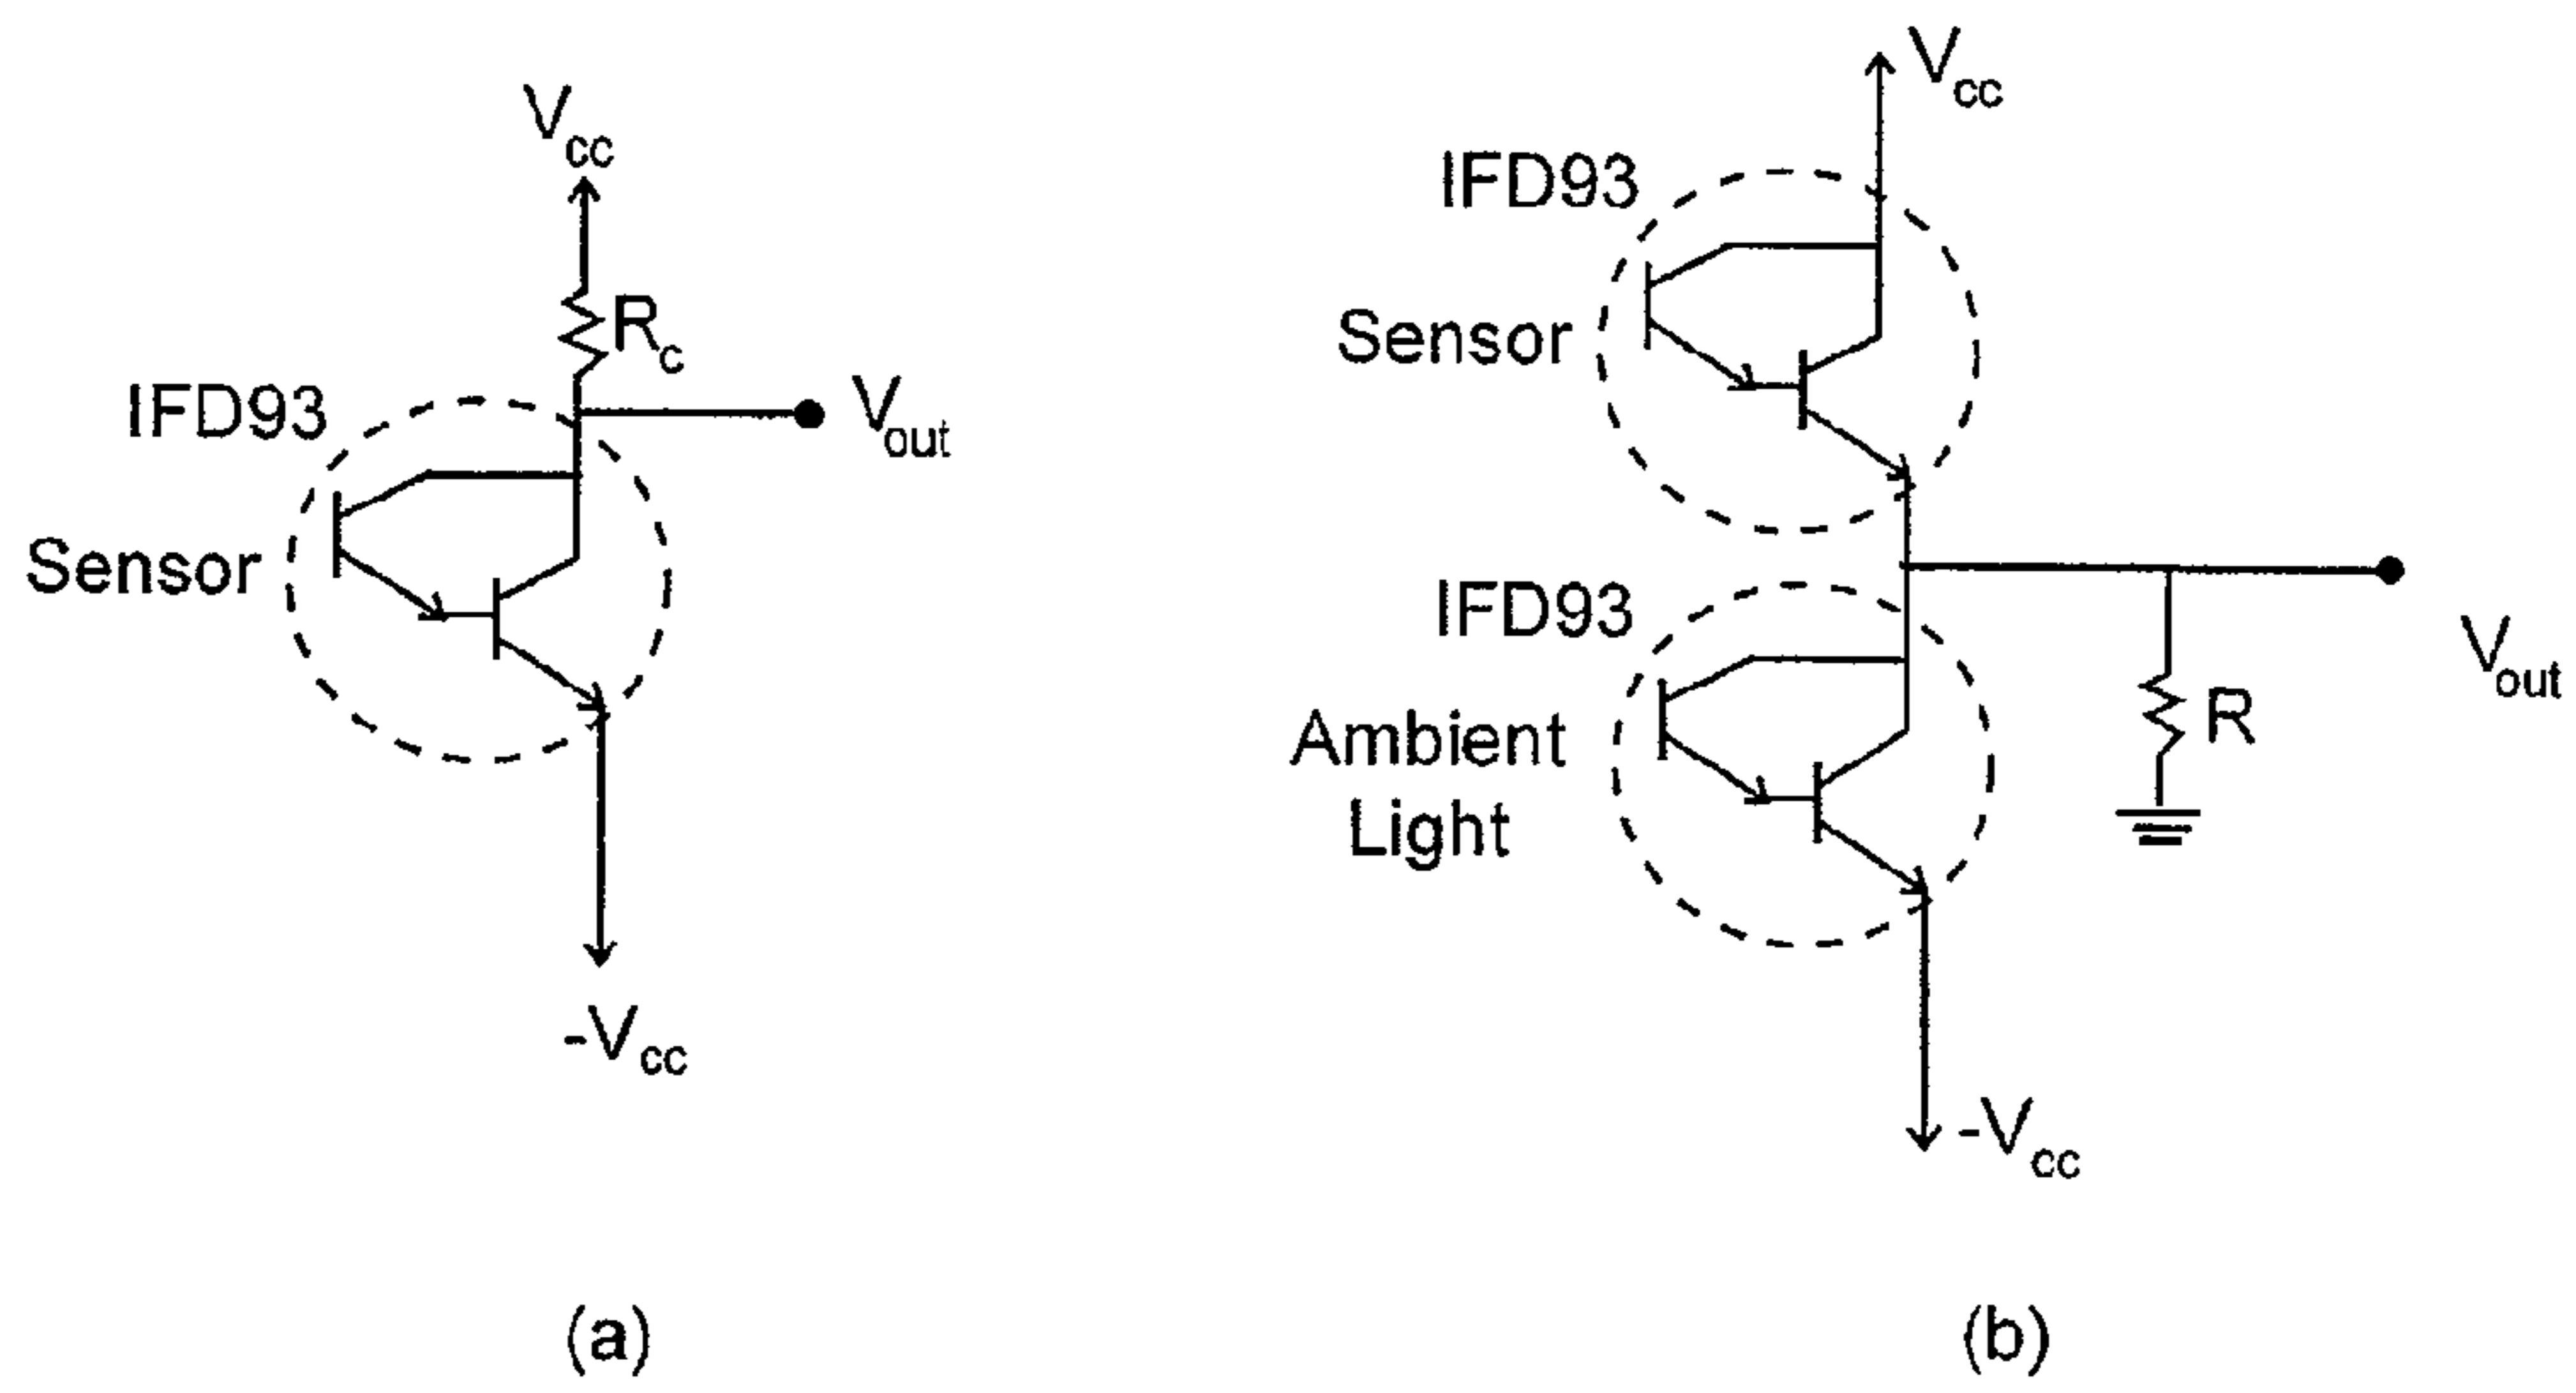 Vcc
Rc
IFD93
Vout
Sensor
-Vcc
(a)
Vcc
IFD93
Sensor
IFD93
Vout
Ambient
Light
R
-Vcc
(b)